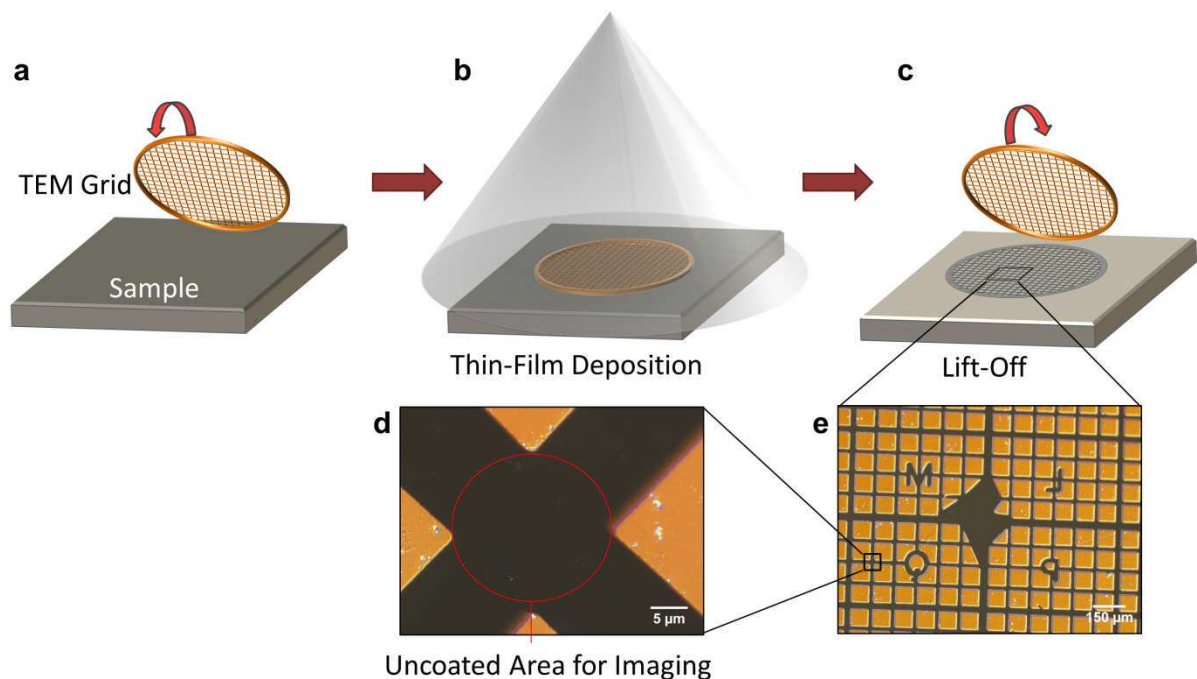 a
b
c
TEM Grid
Sample
Thin-Film Deposition
Lift-Off
d
e
M
5 µm
150 µm
Uncoated Area for Imaging